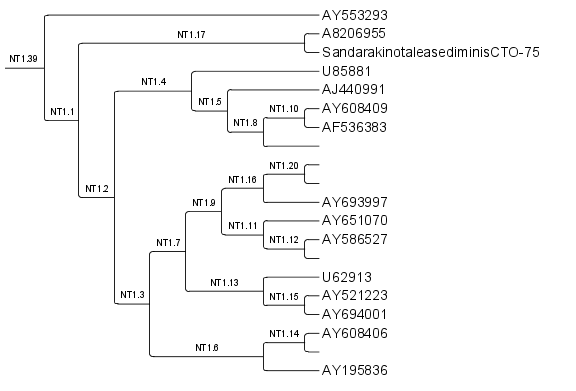 AY553293
NT1.17
A8206955
SandarakinotaleasediminisCTO-75
NT1.39
U85881
NT1.4
AJ440991
NT1.5
NT1.10
AY608409
NT1.1
NT1.8
AF536383
NT1.20
NT1.16
NT1.2
AY693997
NT1.9
AY651070
NT1.11
AY586527
NT1.12
NT1.7
U62913
NT1.13
AY521223
NT1.3
NT1.15
AY694001
AY608406
NT1.14
NT1.6
AY195836